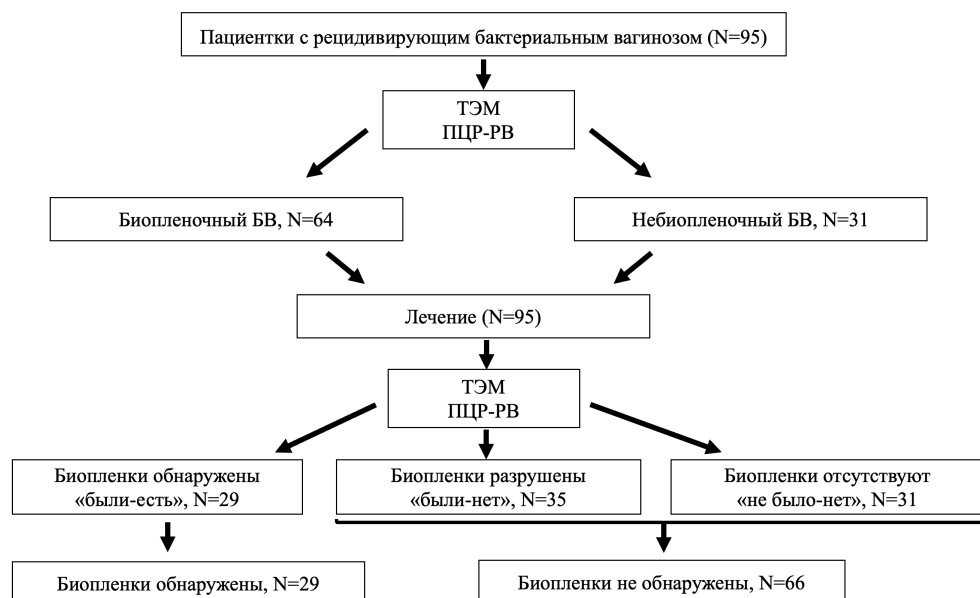 Пациентки с рецидивирующим бактериальным вагинозом (N=95)
ТЭМ
ПЦР-РВ
Биопленочный БВ, N=64
Небиопленочный БВ, N=31
Лечение (N=95)
ТЭМ
ПЦР-РВ
Биопленки обнаружены
«были-есть», N=29
Биопленки разрушены
«были-нет», N=35
Биопленки отсутствуют
«не было-нет», N=31
Биопленки обнаружены, N=29
Биопленки не обнаружены, N=66